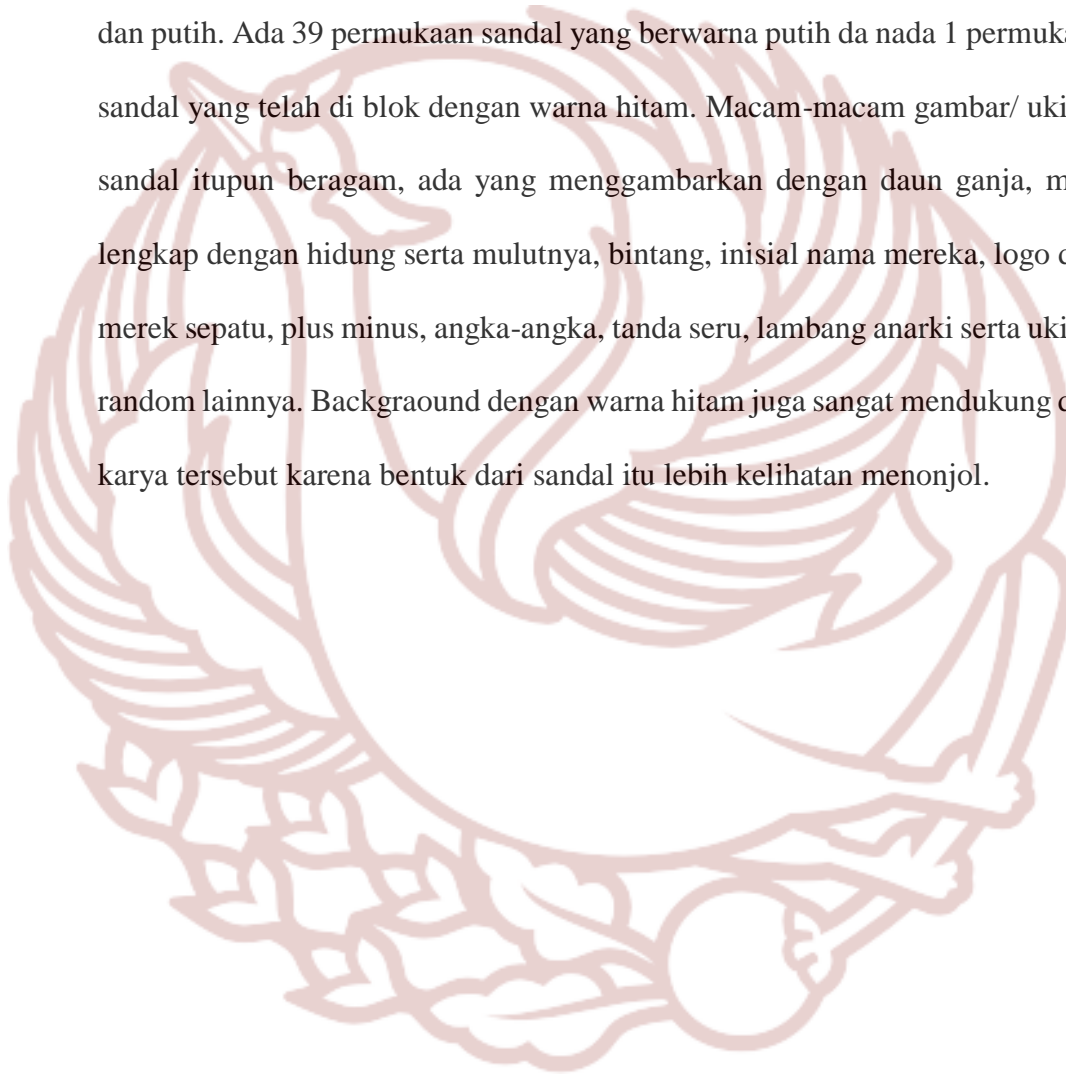 dan putih. Ada 39 permukaan sandal yang berwarna putih da nada 1
sandal yang telah di blok dengan warna hitam. Macam-macam gambar/
sandal itupun beragam, ada yang menggambarkan dengan daun ganja,
lengkap dengan hidung serta mulutnya, bintang, inisial nama mereka, logo
merek sepatu, plus minus, angka-angka, tanda seru, lambang anarki serta
random lainnya. Backgraound dengan warna hitam juga sangat mendukung
karya tersebut karena bentuk dari sandal itu lebih kelihatan menonjol.